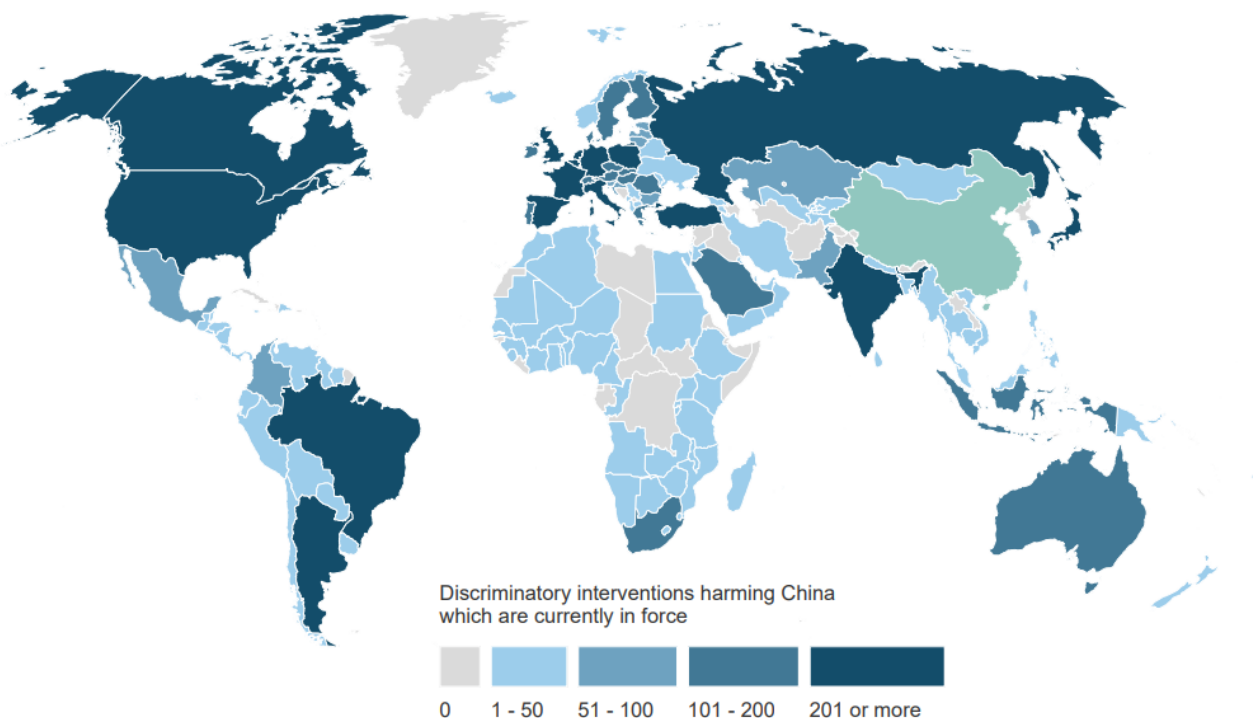 Discriminatory interventions harming China
which are currently in force
0 1 - 50 51 - 100 101 - 200 201 or more